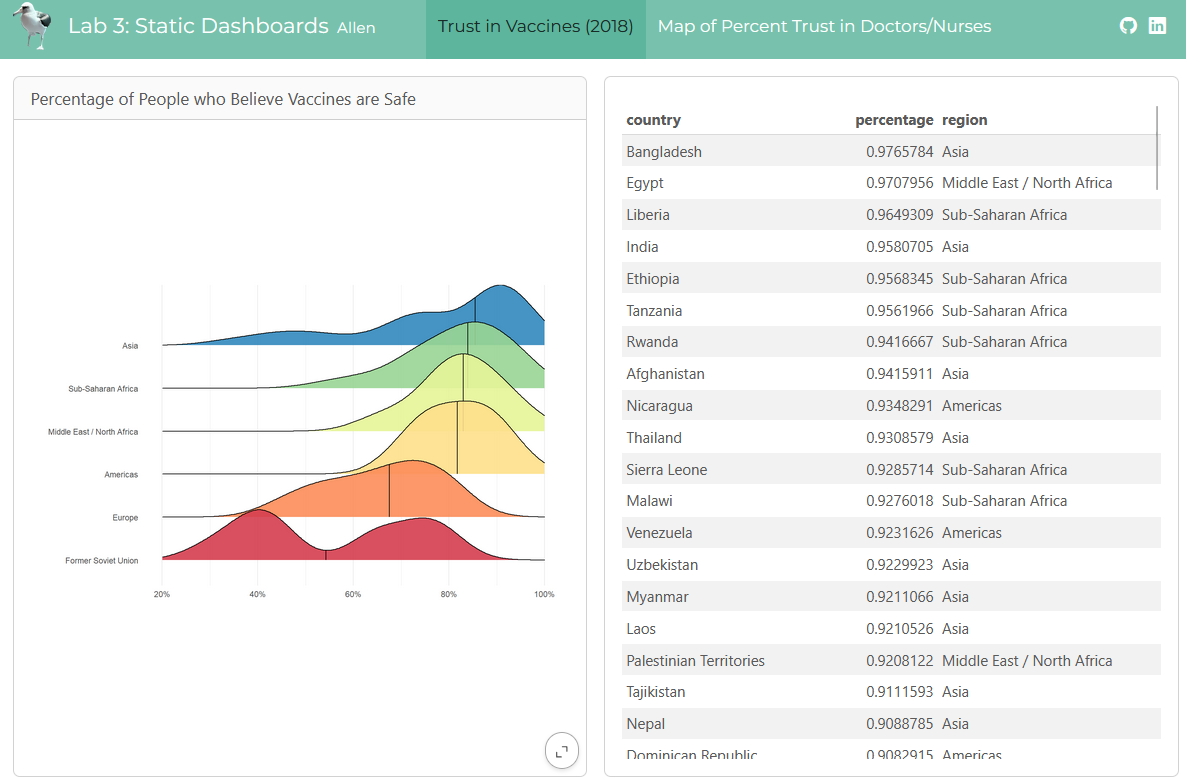 Lab 3: Static Dashboards Allen
Trust in Vaccines (2018)
Map of Percent Trust in Doctors/Nurses
Percentage of People who Believe Vaccines are Safe
Asia
Sub-Saharan Africa
Middle East / North Africa
Americas
Europe
Former Soviet Union
20% 40% 60% 80% 100%
country percentage region
Bangladesh 0.9765784 Asia
Egypt 0.9707956 Middle East / North Africa
Liberia 0.9649309 Sub-Saharan Africa
India 0.9580705 Asia
Ethiopia 0.9568345 Sub-Saharan Africa
Tanzania 0.9561966 Sub-Saharan Africa
Rwanda 0.9416667 Sub-Saharan Africa
Afghanistan 0.9415911 Asia
Nicaragua 0.9348291 Americas
Thailand 0.9308579 Asia
Sierra Leone 0.9285714 Sub-Saharan Africa
Malawi 0.9276018 Sub-Saharan Africa
Venezuela 0.9231626 Americas
Uzbekistan 0.9229923 Asia
Myanmar 0.9211066 Asia
Laos 0.9210526 Asia
Palestinian Territories 0.9208122 Middle East / North Africa
Tajikistan 0.9111593 Asia
Nepal 0.9088785 Asia
Dominican Republic 0.9082915 Americas